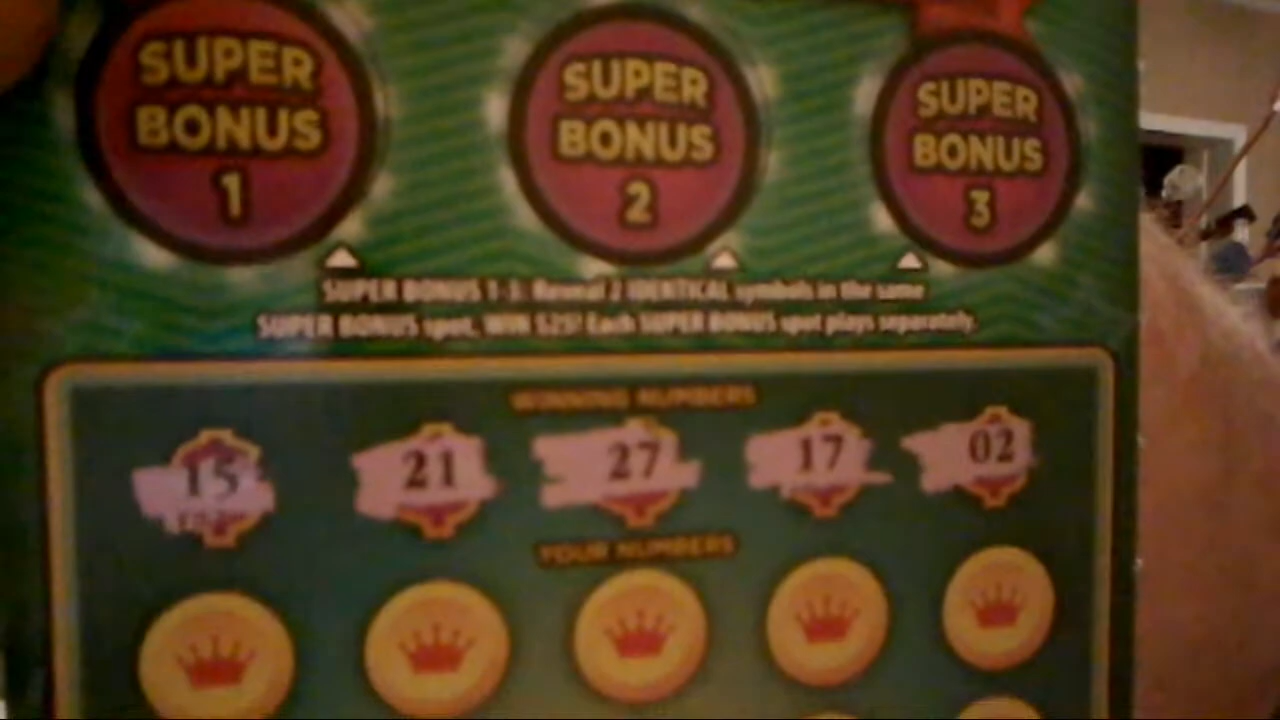 SUPER BONUS 1
SUPER BONUS 2
SUPER BONUS 3
SUPER BONUS 1-3: Reveal 2 IDENTICAL symbols in the same
SUPER BONUS spot, WIN $25! Each SUPER BONUS spot plays separately.
WINNING NUMBERS
15 21 27 17 02
YOUR NUMBERS